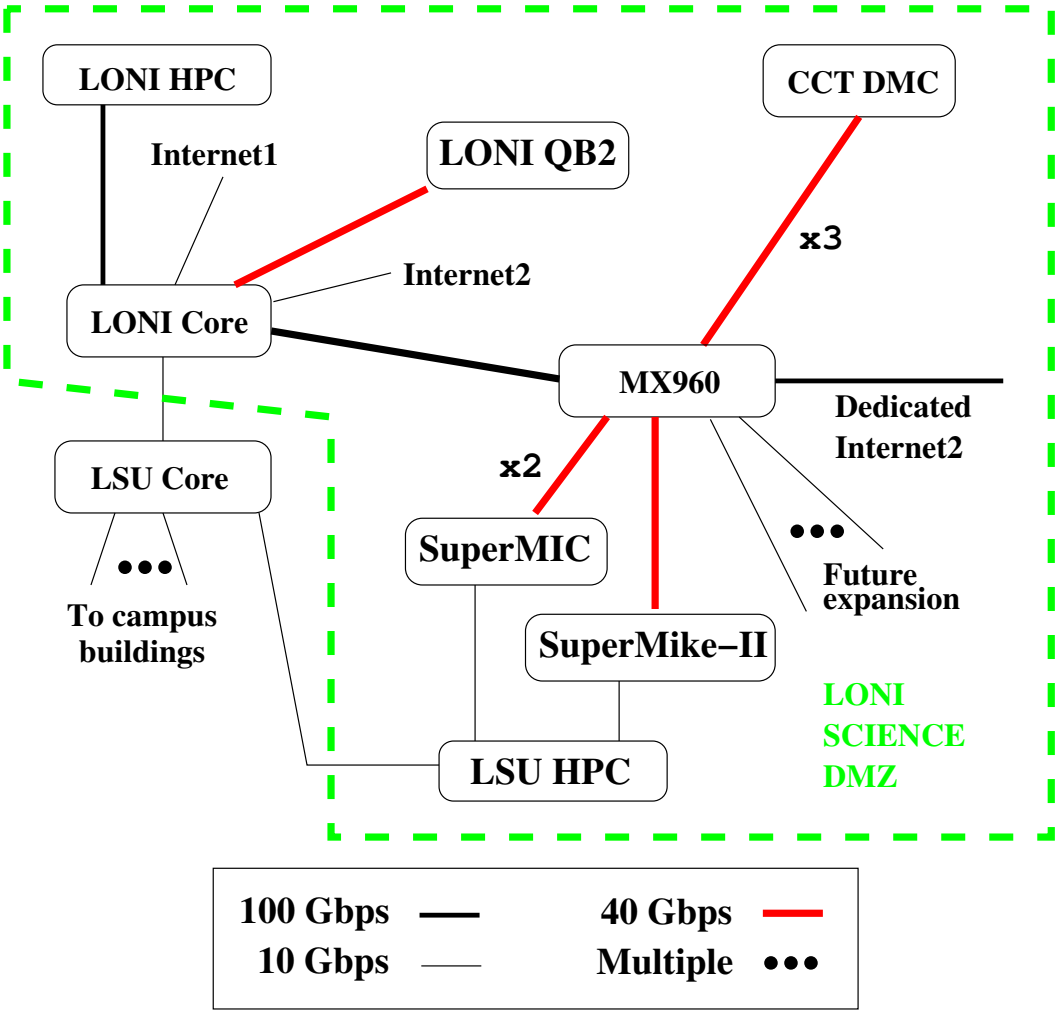 LONI HPC
CCT DMC
Internet1
LONI QB2
x3
Internet2
LONI Core
MX960
Dedicated
Internet2
x2
LSU Core
SuperMIC
Future
expansion
To campus
buildings
SuperMike−II
LONI
SCIENCE
DMZ
LSU HPC
100 Gbps
40 Gbps
10 Gbps
Multiple